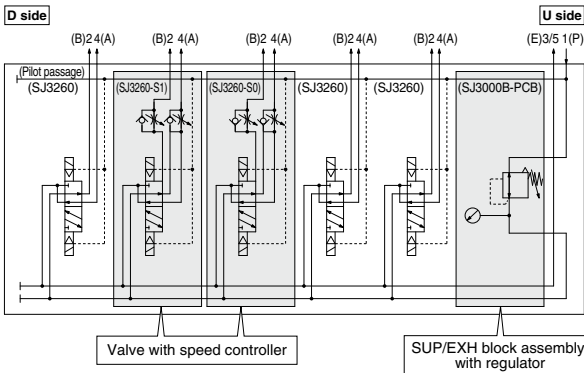 D side
U side
(B)2 4(A) (B)2 4(A) (B)2 4(A) (B)2 4(A) (B)2 4(A) (E)3/5 1(P)
(Pilot passage)
(SJ3260) (SJ3260-S1) (SJ3260-S0) (SJ3260) (SJ3260) (SJ3000B-PCB)
Valve with speed controller
SUP/EXH block assembly
with regulator